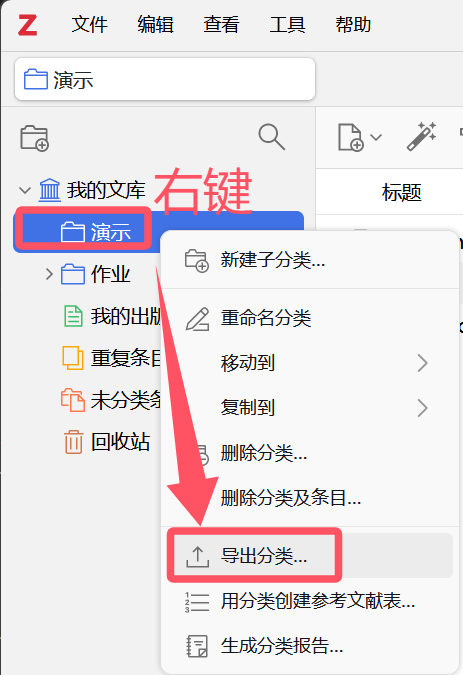 Z
文件 编辑 查看 工具 帮助
演示
我的文库
右键
标题
演示
新建子分类...
作业
我的出版
重命名分类
重复条目
移动到
未分类条
复制到
回收站
删除分类...
删除分类及条目...
导出分类...
用分类创建参考文献表...
生成分类报告...